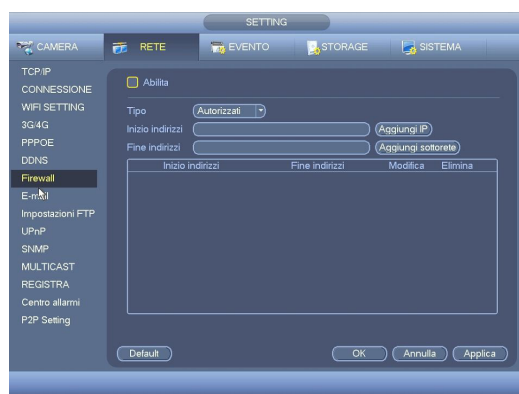 SETTING
CAMERA
RETE
EVENTO
STORAGE
SISTEMA
TCP/IP
CONNESSIONE
WIFI SETTING
3G/4G
PPPOE
DDNS
Firewall
E-mail
Impostazioni FTP
UPnP
SNMP
MULTICAST
REGISTRA
Centro allarmi
P2P Setting
Abilita
Tipo Autorizzati
Inizio indirizzi Aggiungi IP
Fine indirizzi Aggiungi sottorete
Inizio indirizzi Fine indirizzi Modifica Elimina
Default OK Annulla Applica